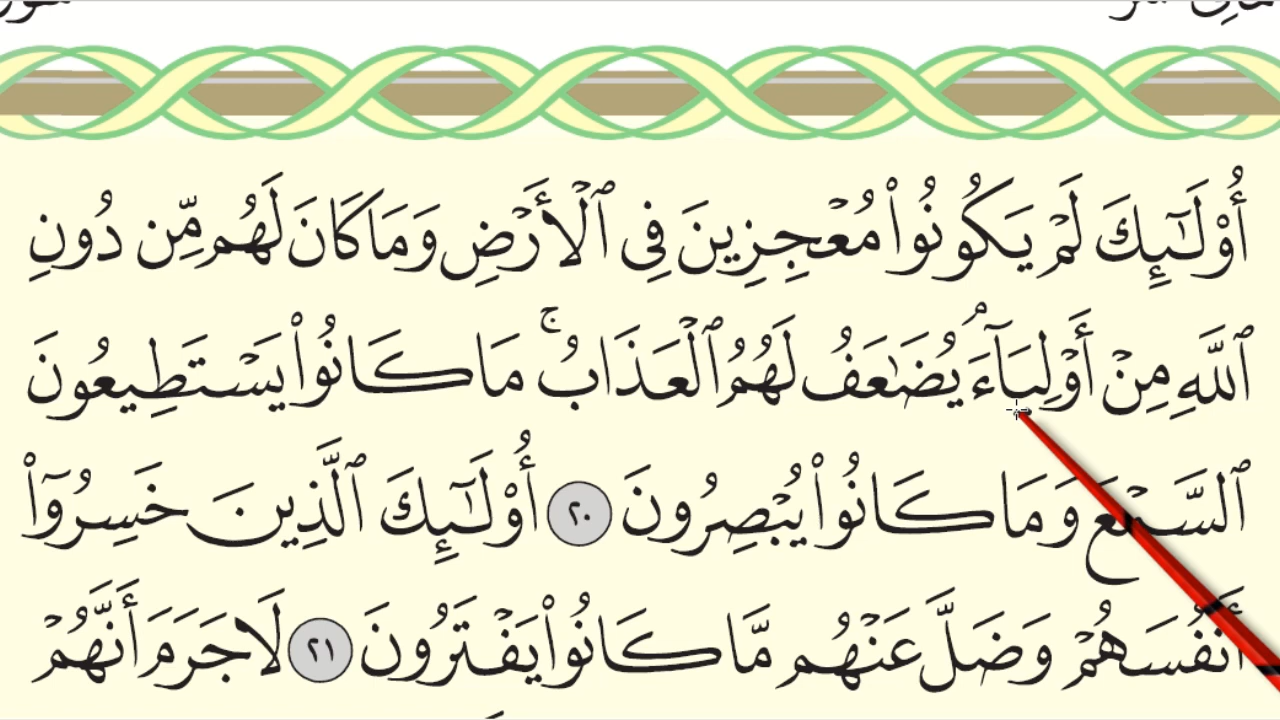 أُو۟لَـٰٓئِكَ لَمْ يَكُونُوا۟ مُعْجِزِينَ فِى ٱلْأَرْضِ وَمَا كَانَ لَهُم مِّن دُونِ
ٱللَّهِ مِنْ أَوْلِيَآءَ ۘ يُضَـٰعَفُ لَهُمُ ٱلْعَذَابُ ۚ مَا كَانُوا۟ يَسْتَطِيعُونَ
ٱلسَّمْعَ وَمَا كَانُوا۟ يُبْصِرُونَ ٢٠ أُو۟لَـٰٓئِكَ ٱلَّذِينَ خَسِرُوٓا۟
أَنفُسَهُمْ وَضَلَّ عَنْهُم مَّا كَانُوا۟ يَفْتَرُونَ ٢١ لَا جَرَمَ أَنَّهُمْ